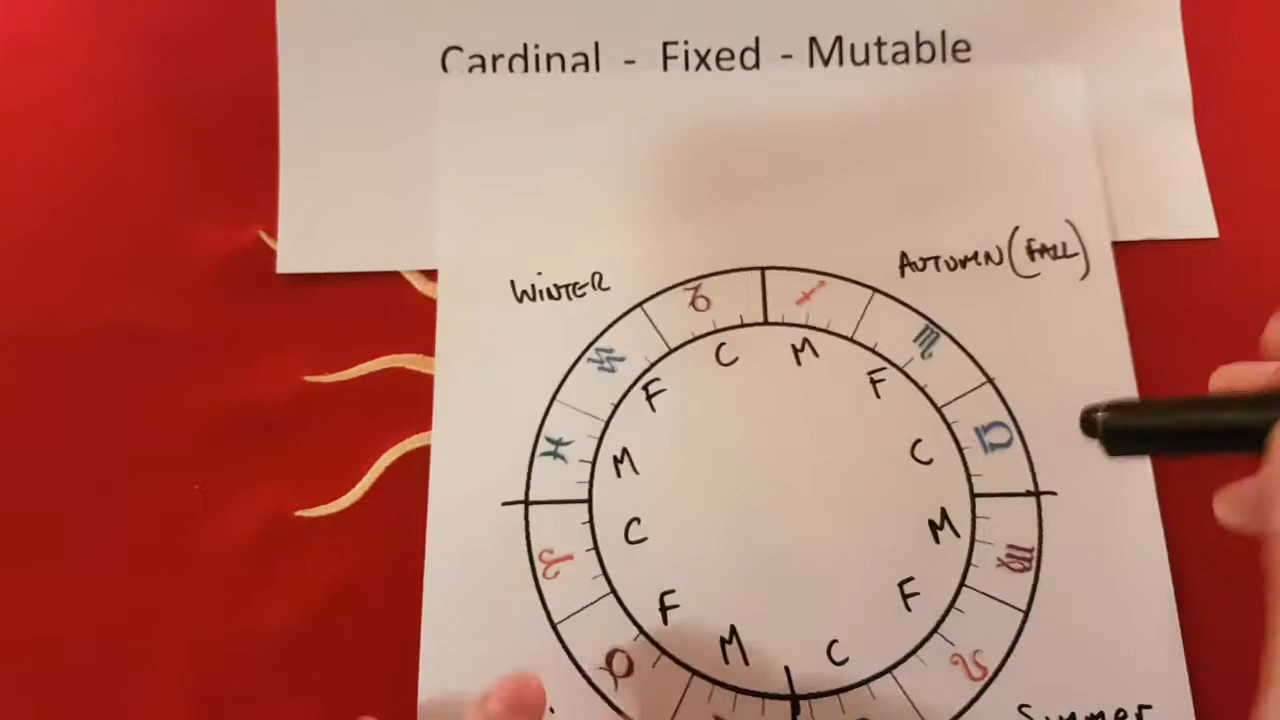 Cardinal - Fixed - Mutable
WINTER
AUTUMN (FALL)
♑ ♐
♒ ♏
C M
F F
♓ ♎
M C
C M
♈ ♍
F F
M C
♉ ♌
Summer